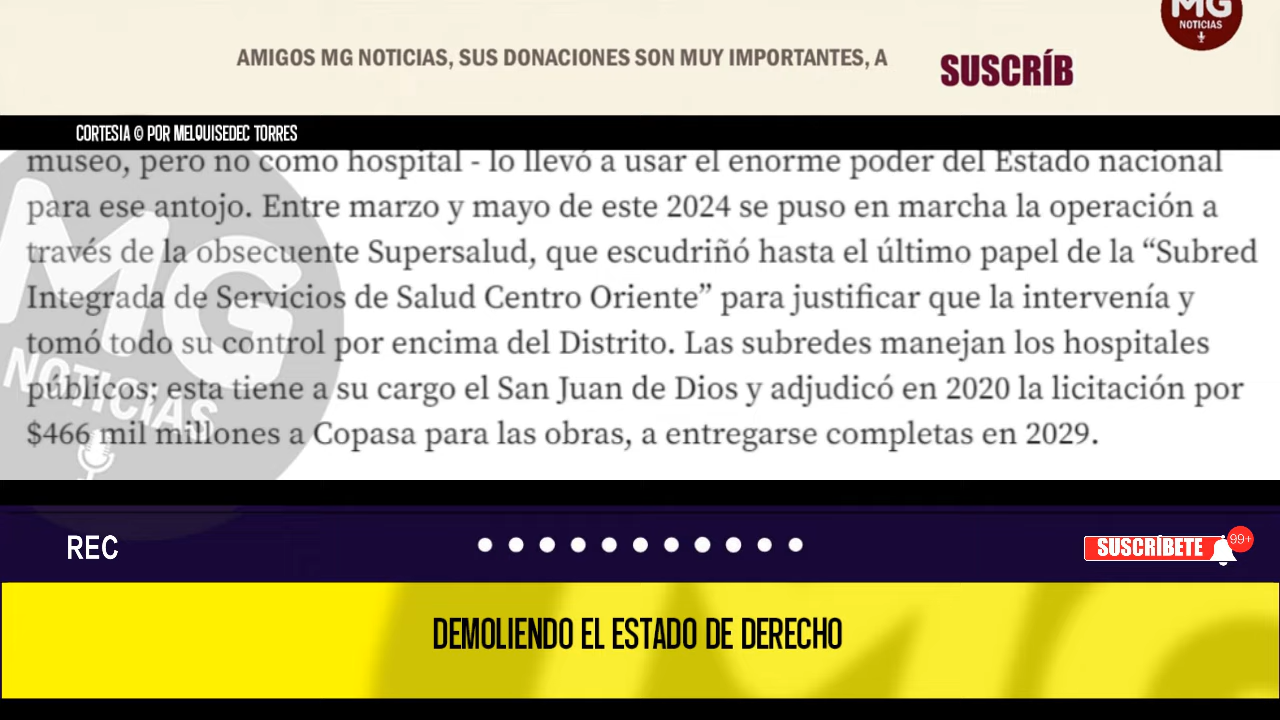 MG
NOTICIAS
AMIGOS MG NOTICIAS, SUS DONACIONES SON MUY IMPORTANTES, A
SUSCRÍB
CORTESIA © POR MELQUISEDEC TORRES
museo, pero no como hospital - lo llevó a usar el enorme poder del Estado nacional
para ese antojo. Entre marzo y mayo de este 2024 se puso en marcha la operación a
través de la obsecuente Supersalud, que escudriñó hasta el último papel de la “Subred
Integrada de Servicios de Salud Centro Oriente” para justificar que la intervenía y
tomó todo su control por encima del Distrito. Las subredes manejan los hospitales
públicos; esta tiene a su cargo el San Juan de Dios y adjudicó en 2020 la licitación por
$466 mil millones a Copasa para las obras, a entregarse completas en 2029.
MG
NOTICIAS
REC
SUSCRÍBETE
99+
DEMOLIENDO EL ESTADO DE DERECHO